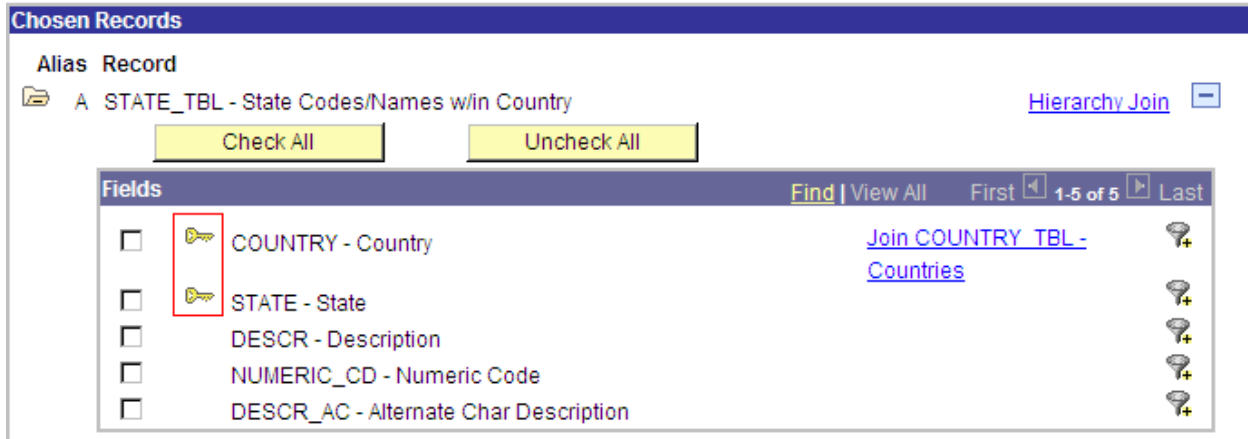 Chosen Records
Alias Record
A STATE_TBL - State Codes/Names w/in Country Hierarchy Join
Check All Uncheck All
Fields Find | View All First 1-5 of 5 Last
COUNTRY - Country Join COUNTRY_TBL -
Countries
STATE - State
DESCR - Description
NUMERIC_CD - Numeric Code
DESCR_AC - Alternate Char Description